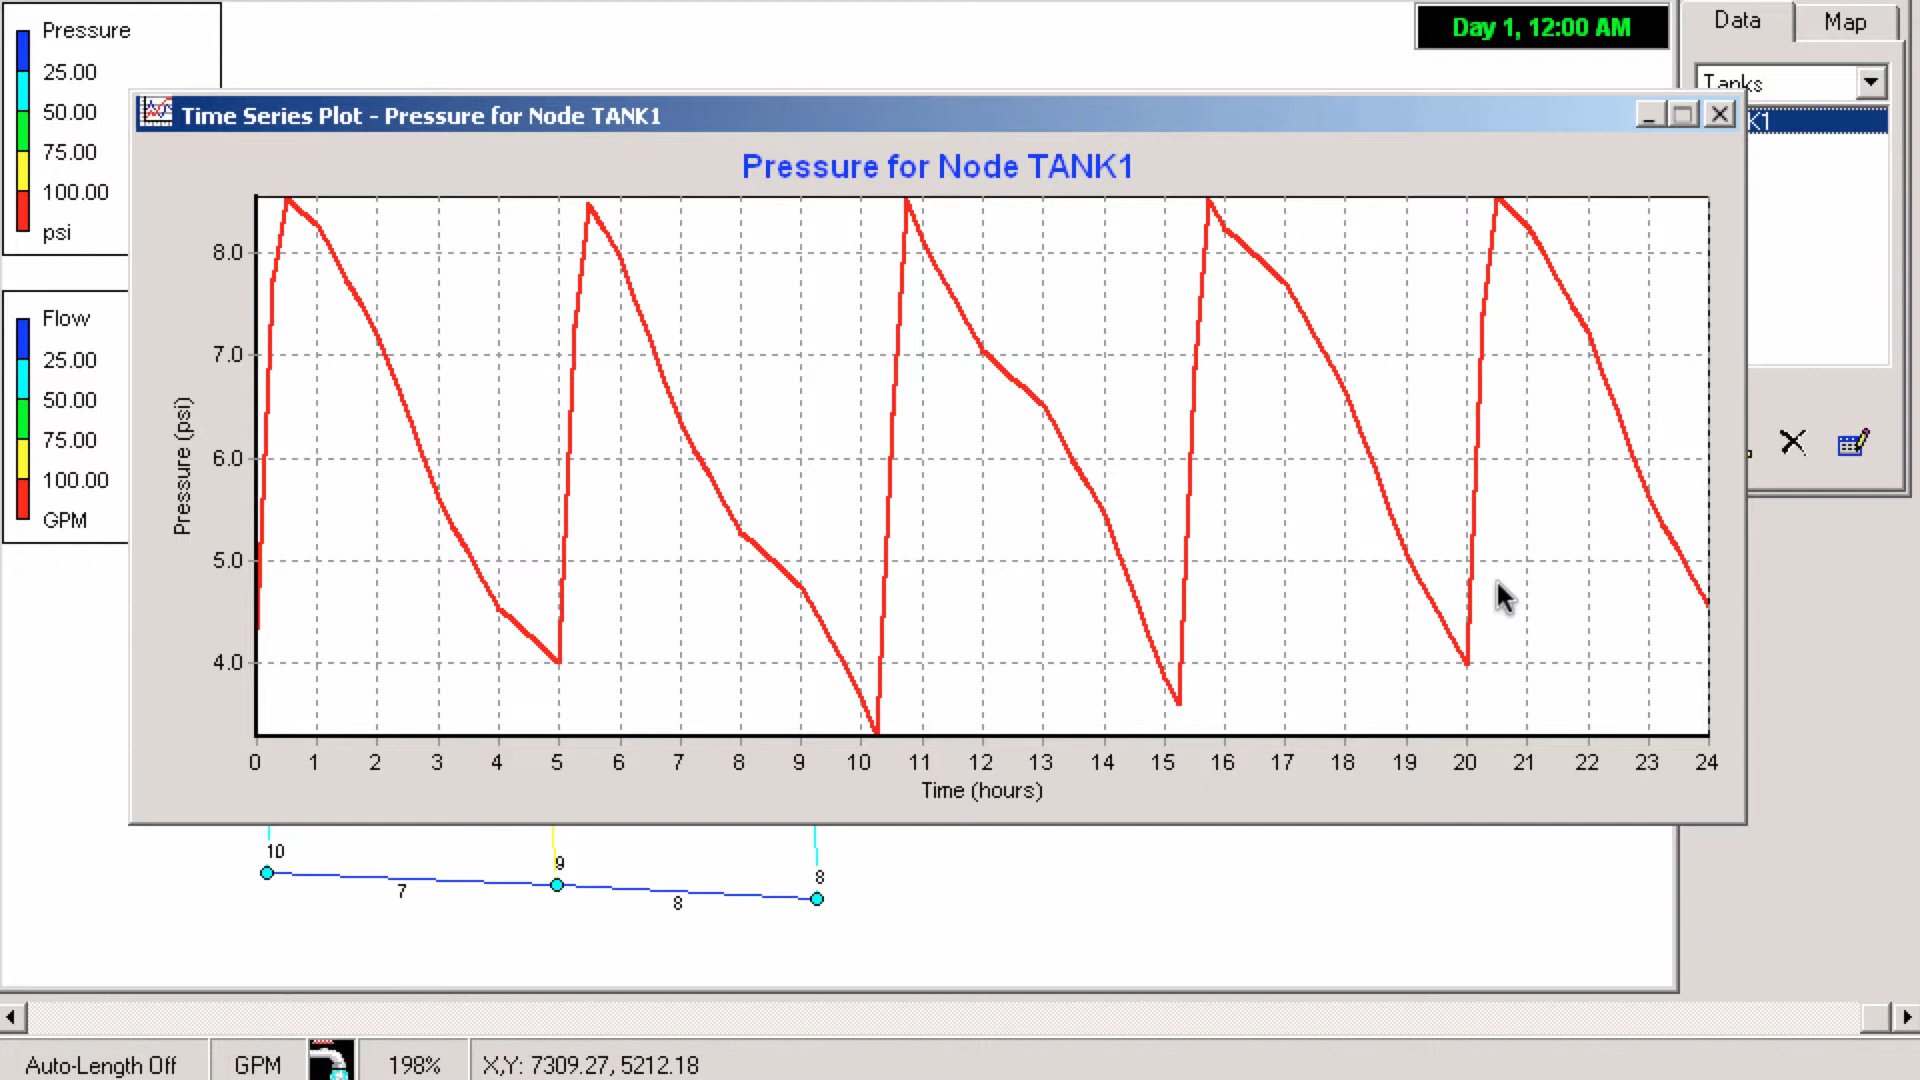 Pressure
25.00
50.00
75.00
100.00
psi
Flow
25.00
50.00
75.00
100.00
GPM
Day 1, 12:00 AM
Data Map
Tanks
K1
Time Series Plot - Pressure for Node TANK1
Pressure for Node TANK1
8.0
7.0
6.0
5.0
4.0
Pressure (psi)
0 1 2 3 4 5 6 7 8 9 10 11 12 13 14 15 16 17 18 19 20 21 22 23 24
Time (hours)
10
9
8
7
8
Auto-Length Off GPM 198% X,Y: 7309.27, 5212.18